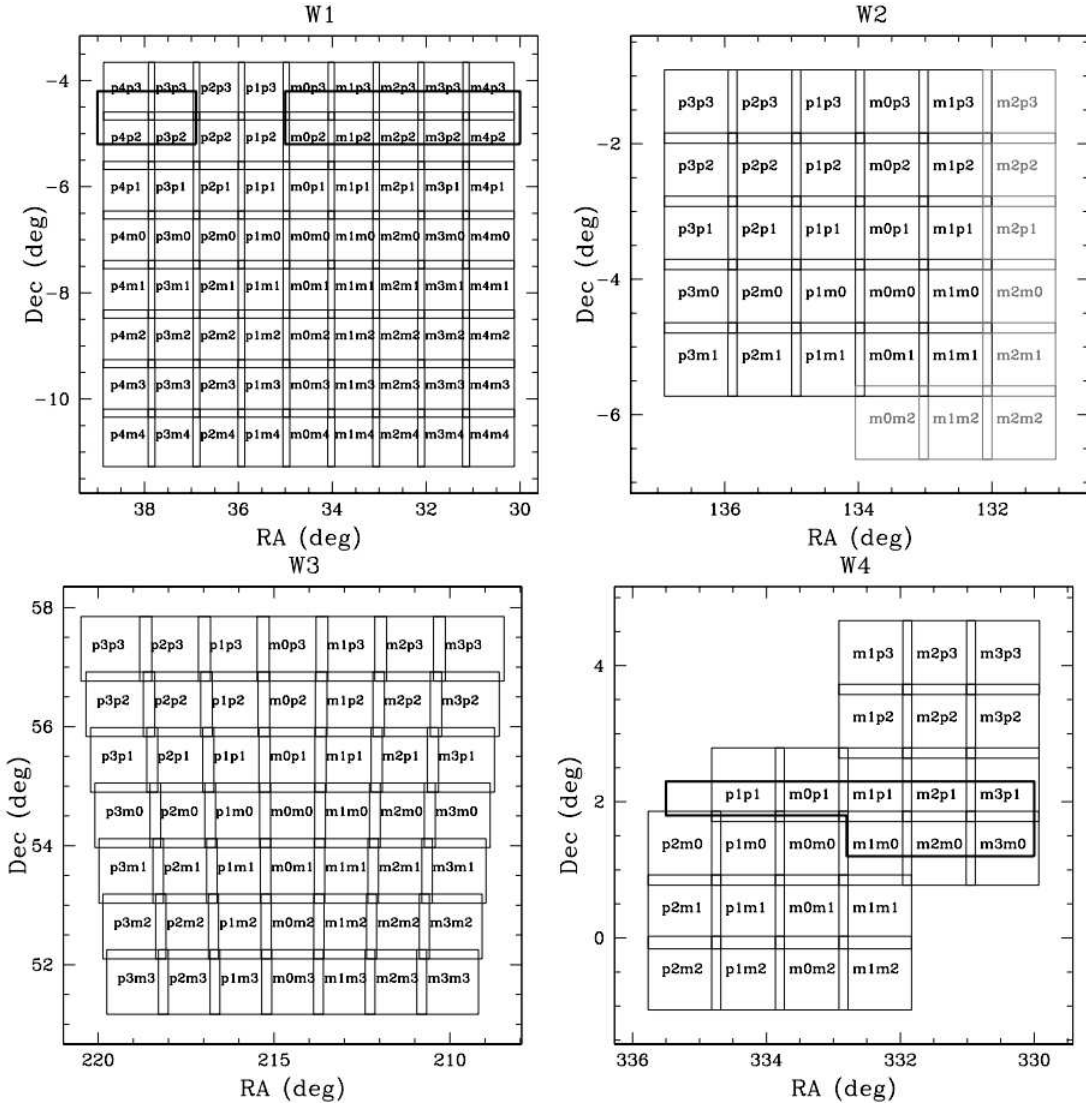 W1
−4
−6
−8
−10
Dec (deg)
p4p3 p3p3 p2p3 p1p3 m0p3 m1p3 m2p3 m3p3 m4p3
p4p2 p3p2 p2p2 p1p2 m0p2 m1p2 m2p2 m3p2 m4p2
p4p1 p3p1 p2p1 p1p1 m0p1 m1p1 m2p1 m3p1 m4p1
p4m0 p3m0 p2m0 p1m0 m0m0 m1m0 m2m0 m3m0 m4m0
p4m1 p3m1 p2m1 p1m1 m0m1 m1m1 m2m1 m3m1 m4m1
p4m2 p3m2 p2m2 p1m2 m0m2 m1m2 m2m2 m3m2 m4m2
p4m3 p3m3 p2m3 p1m3 m0m3 m1m3 m2m3 m3m3 m4m3
p4m4 p3m4 p2m4 p1m4 m0m4 m1m4 m2m4 m3m4 m4m4
38 36 34 32 30
RA (deg)
W2
−2
−4
−6
Dec (deg)
p3p3 p2p3 p1p3 m0p3 m1p3 m2p3
p3p2 p2p2 p1p2 m0p2 m1p2 m2p2
p3p1 p2p1 p1p1 m0p1 m1p1 m2p1
p3m0 p2m0 p1m0 m0m0 m1m0 m2m0
p3m1 p2m1 p1m1 m0m1 m1m1 m2m1
m0m2 m1m2 m2m2
136 134 132
RA (deg)
W3
58
56
54
52
Dec (deg)
p3p3 p2p3 p1p3 m0p3 m1p3 m2p3 m3p3
p3p2 p2p2 p1p2 m0p2 m1p2 m2p2 m3p2
p3p1 p2p1 p1p1 m0p1 m1p1 m2p1 m3p1
p3m0 p2m0 p1m0 m0m0 m1m0 m2m0 m3m0
p3m1 p2m1 p1m1 m0m1 m1m1 m2m1 m3m1
p3m2 p2m2 p1m2 m0m2 m1m2 m2m2 m3m2
p3m3 p2m3 p1m3 m0m3 m1m3 m2m3 m3m3
220 215 210
RA (deg)
W4
4
2
0
Dec (deg)
m1p3 m2p3 m3p3
m1p2 m2p2 m3p2
p1p1 m0p1 m1p1 m2p1 m3p1
p2m0 p1m0 m0m0 m1m0 m2m0 m3m0
p2m1 p1m1 m0m1 m1m1
p2m2 p1m2 m0m2 m1m2
336 334 332 330
RA (deg)